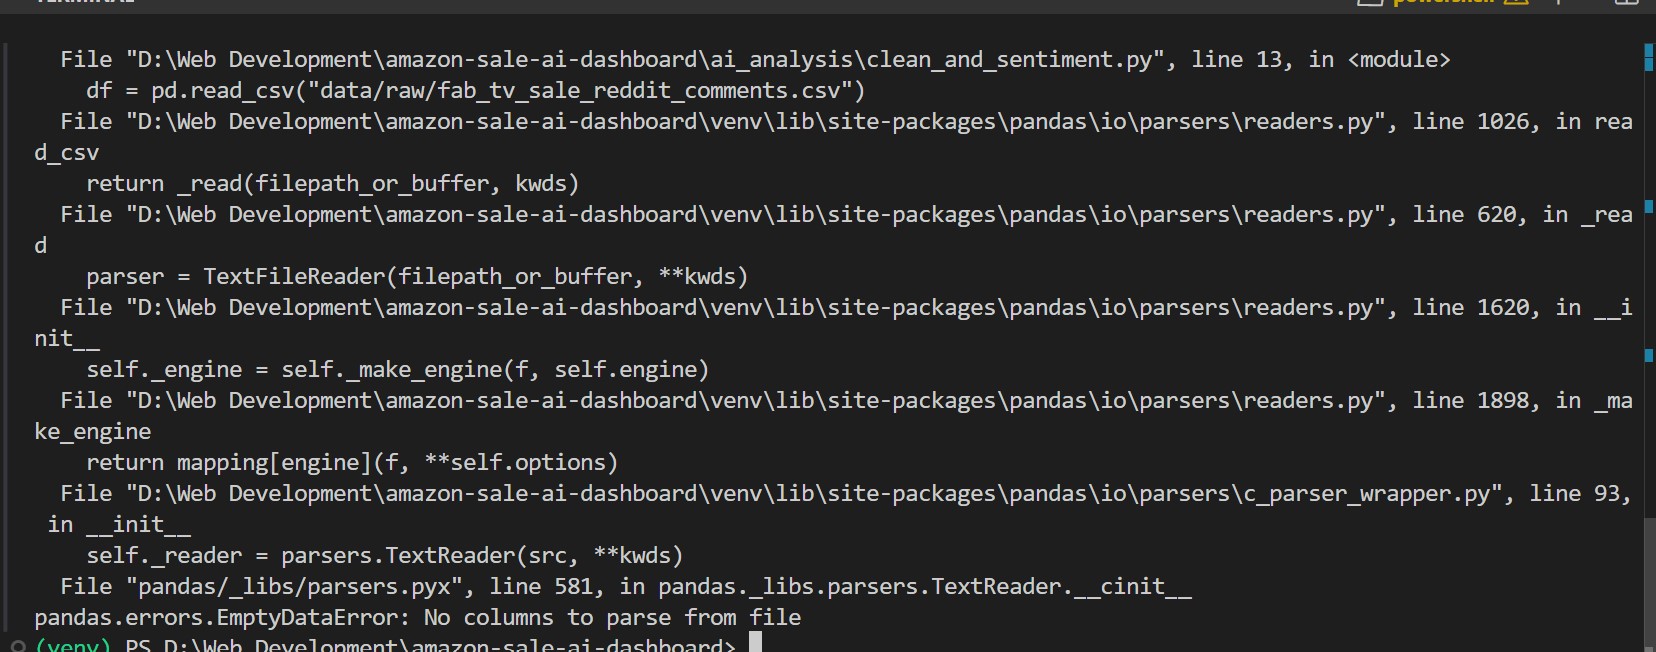 TERMINAL
powershell
File "D:\Web Development\amazon-sale-ai-dashboard\ai_analysis\clean_and_sentiment.py", line 13, in <module>
df = pd.read_csv("data/raw/fab_tv_sale_reddit_comments.csv")
File "D:\Web Development\amazon-sale-ai-dashboard\venv\lib\site-packages\pandas\io\parsers\readers.py", line 1026, in rea
d_csv
return _read(filepath_or_buffer, kwds)
File "D:\Web Development\amazon-sale-ai-dashboard\venv\lib\site-packages\pandas\io\parsers\readers.py", line 620, in _rea
d
parser = TextFileReader(filepath_or_buffer, **kwds)
File "D:\Web Development\amazon-sale-ai-dashboard\venv\lib\site-packages\pandas\io\parsers\readers.py", line 1620, in __i
nit__
self._engine = self._make_engine(f, self.engine)
File "D:\Web Development\amazon-sale-ai-dashboard\venv\lib\site-packages\pandas\io\parsers\readers.py", line 1898, in _ma
ke_engine
return mapping[engine](f, **self.options)
File "D:\Web Development\amazon-sale-ai-dashboard\venv\lib\site-packages\pandas\io\parsers\c_parser_wrapper.py", line 93,
in __init__
self._reader = parsers.TextReader(src, **kwds)
File "pandas/_libs/parsers.pyx", line 581, in pandas._libs.parsers.TextReader.__cinit__
pandas.errors.EmptyDataError: No columns to parse from file
(venv) PS D:\Web Development\amazon-sale-ai-dashboard>